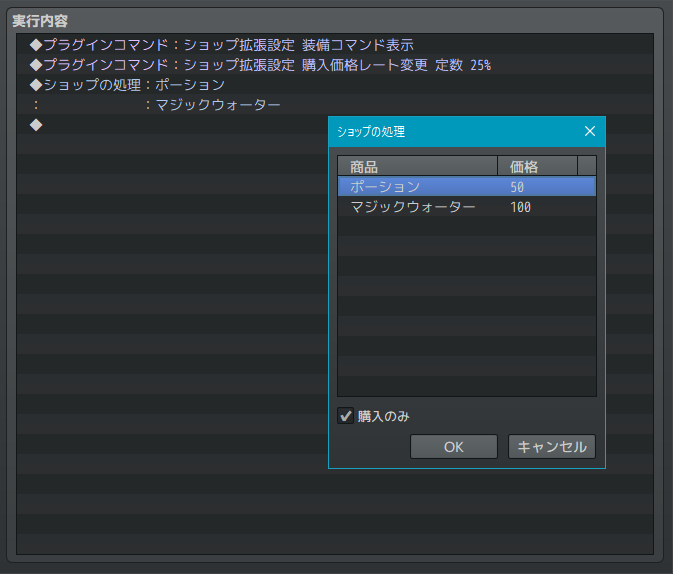 実行内容
◆プラグインコマンド：ショップ拡張設定 装備コマンド表示
◆プラグインコマンド：ショップ拡張設定 購入価格レート変更 定数 25%
◆ショップの処理：ポーション
：　　　　　　　：マジックウォーター
◆
ショップの処理
商品 価格
ポーション 50
マジックウォーター 100
購入のみ
OK キャンセル